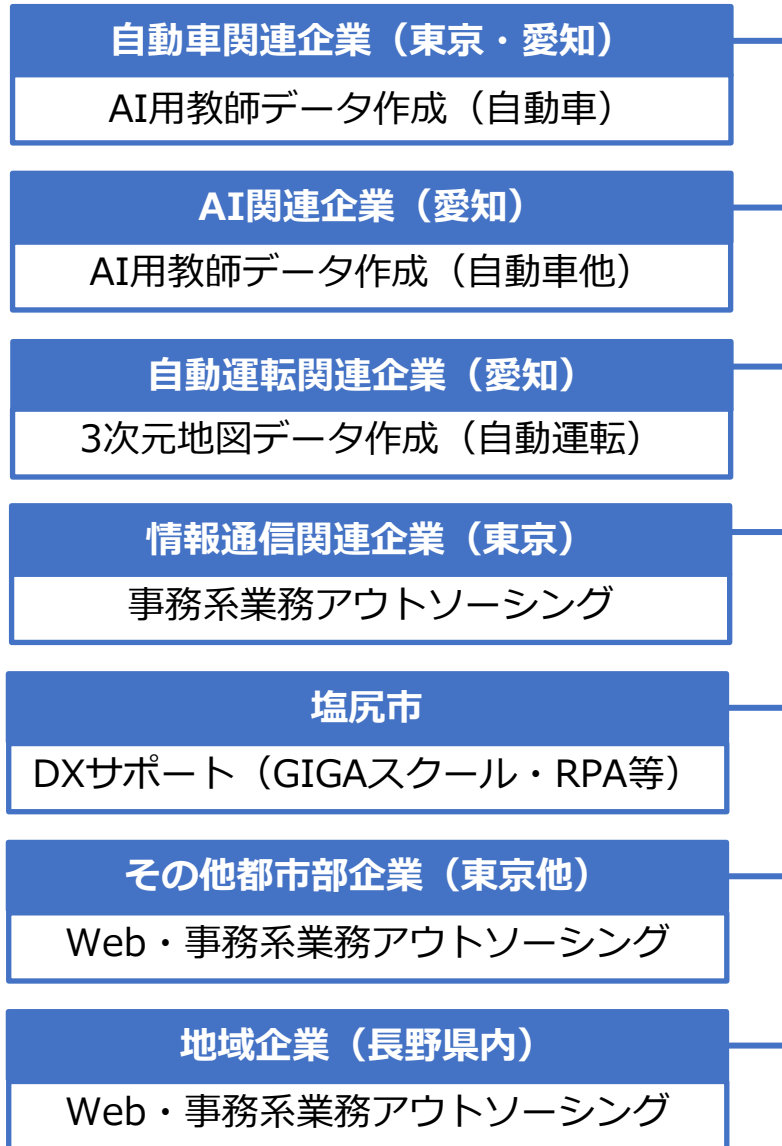 自動車関連企業（東京・愛知）
AI用教師データ作成（自動車）
AI関連企業（愛知）
AI用教師データ作成（自動車他）
自動運転関連企業（愛知）
3次元地図データ作成（自動運転）
情報通信関連企業（東京）
事務系業務アウトソーシング
塩尻市
DXサポート（GIGAスクール・RPA等）
その他都市部企業（東京他）
Web・事務系業務アウトソーシング
地域企業（長野県内）
Web・事務系業務アウトソーシング